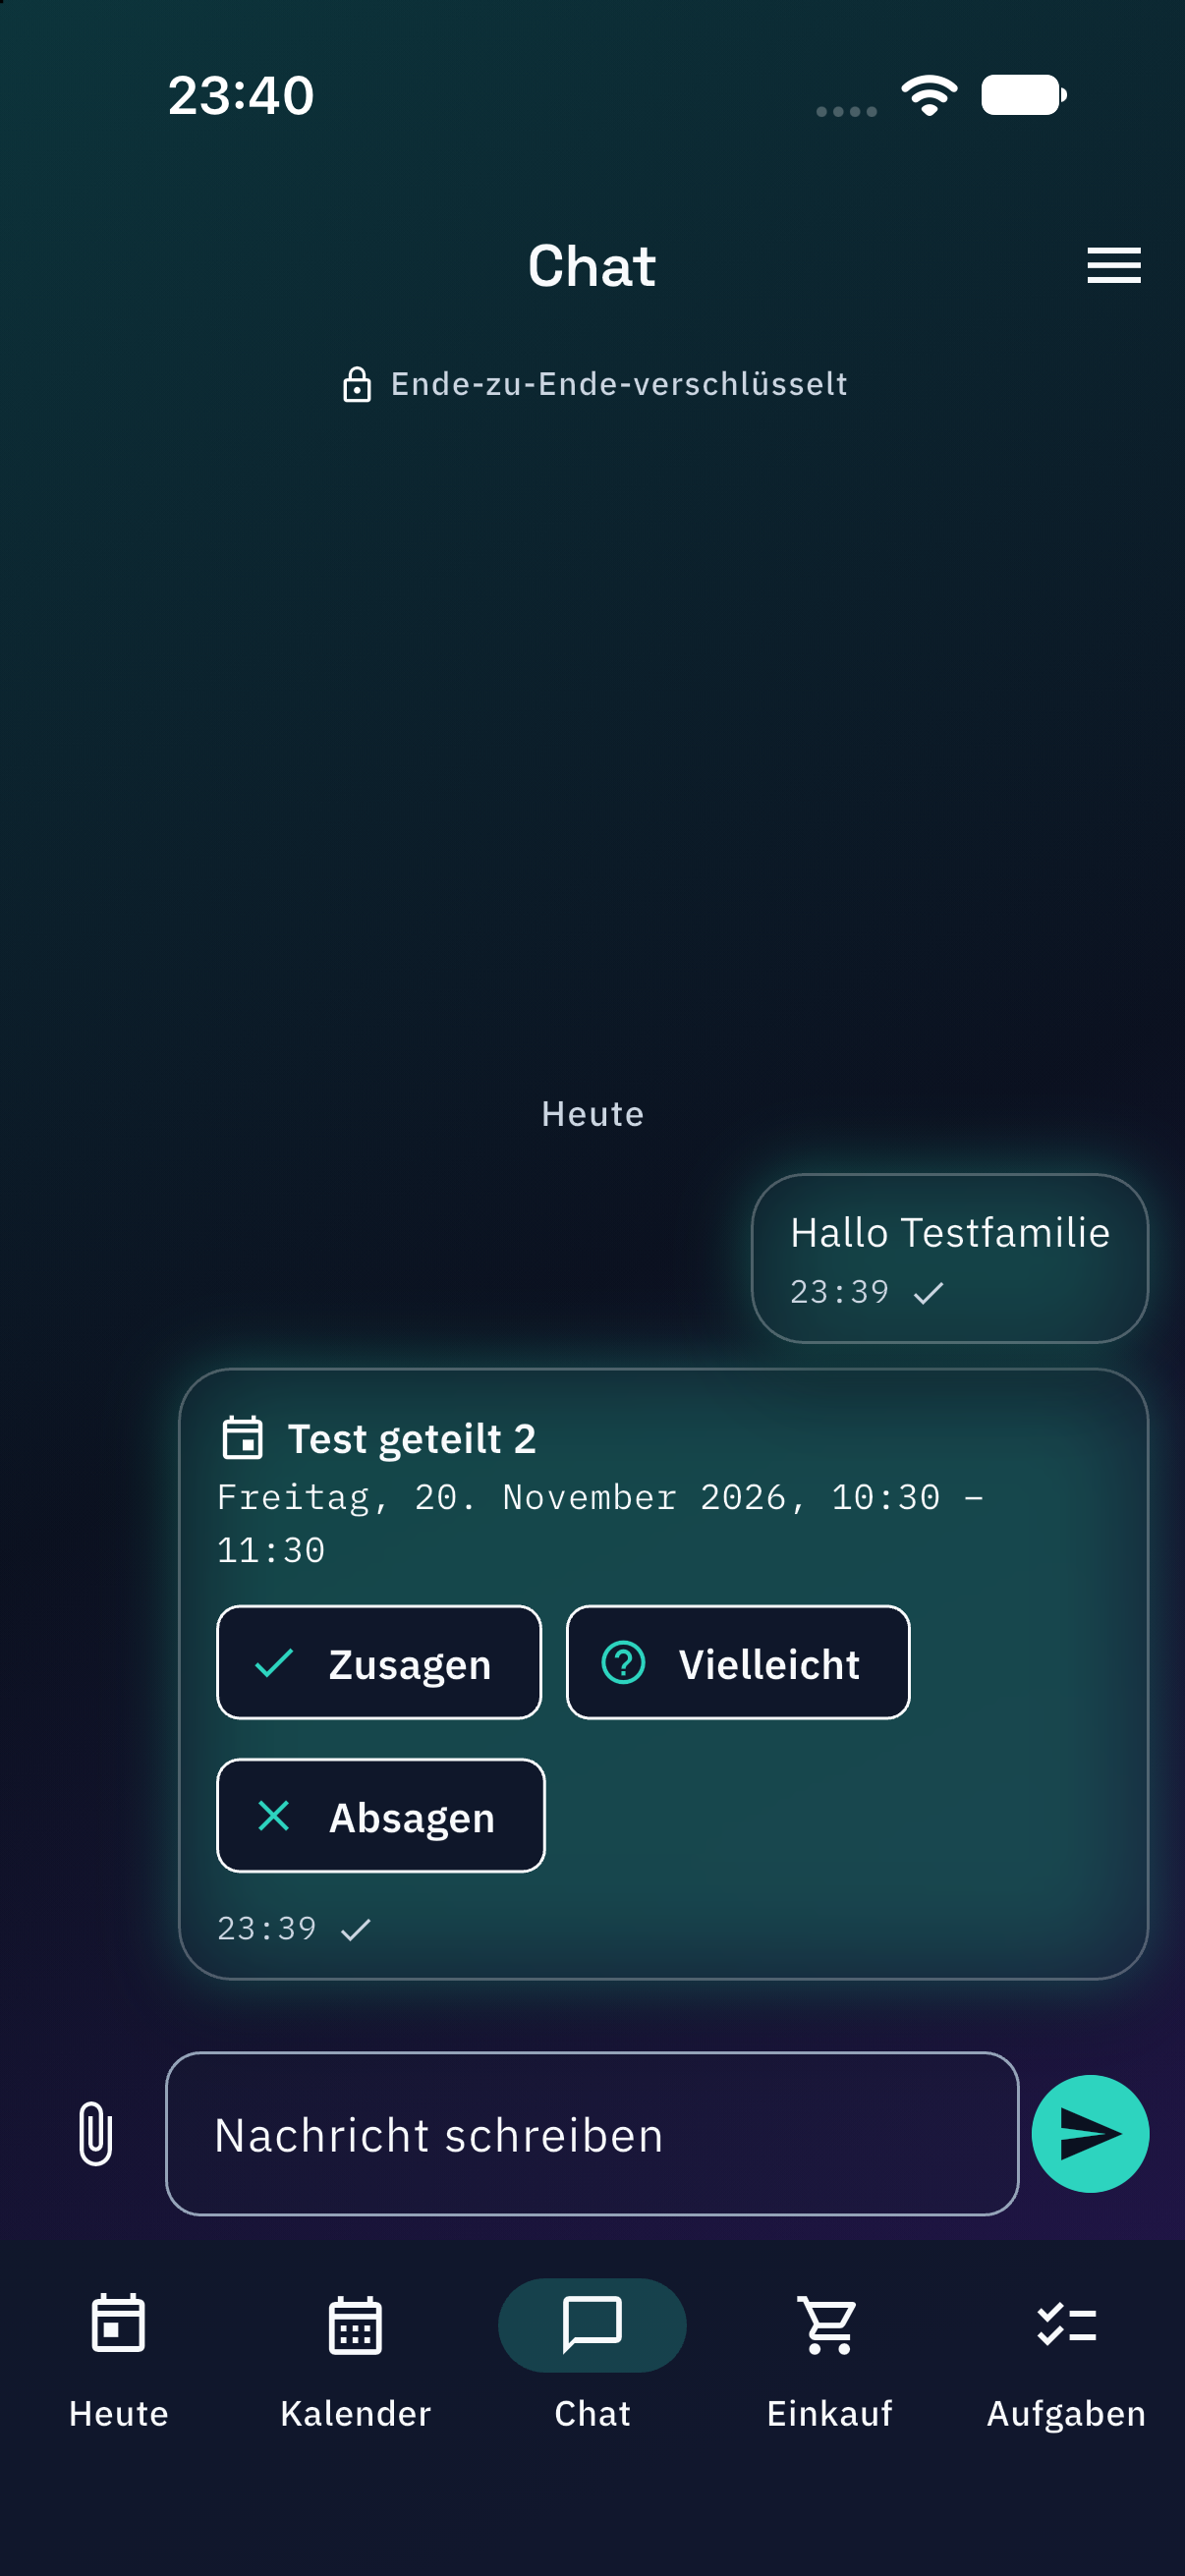 23:40
Chat
Ende-zu-Ende-verschlüsselt
Heute
Hallo Testfamilie
23:39
Test geteilt 2
Freitag, 20. November 2026, 10:30 –
11:30
Zusagen
Vielleicht
Absagen
23:39
Nachricht schreiben
Heute
Kalender
Chat
Einkauf
Aufgaben